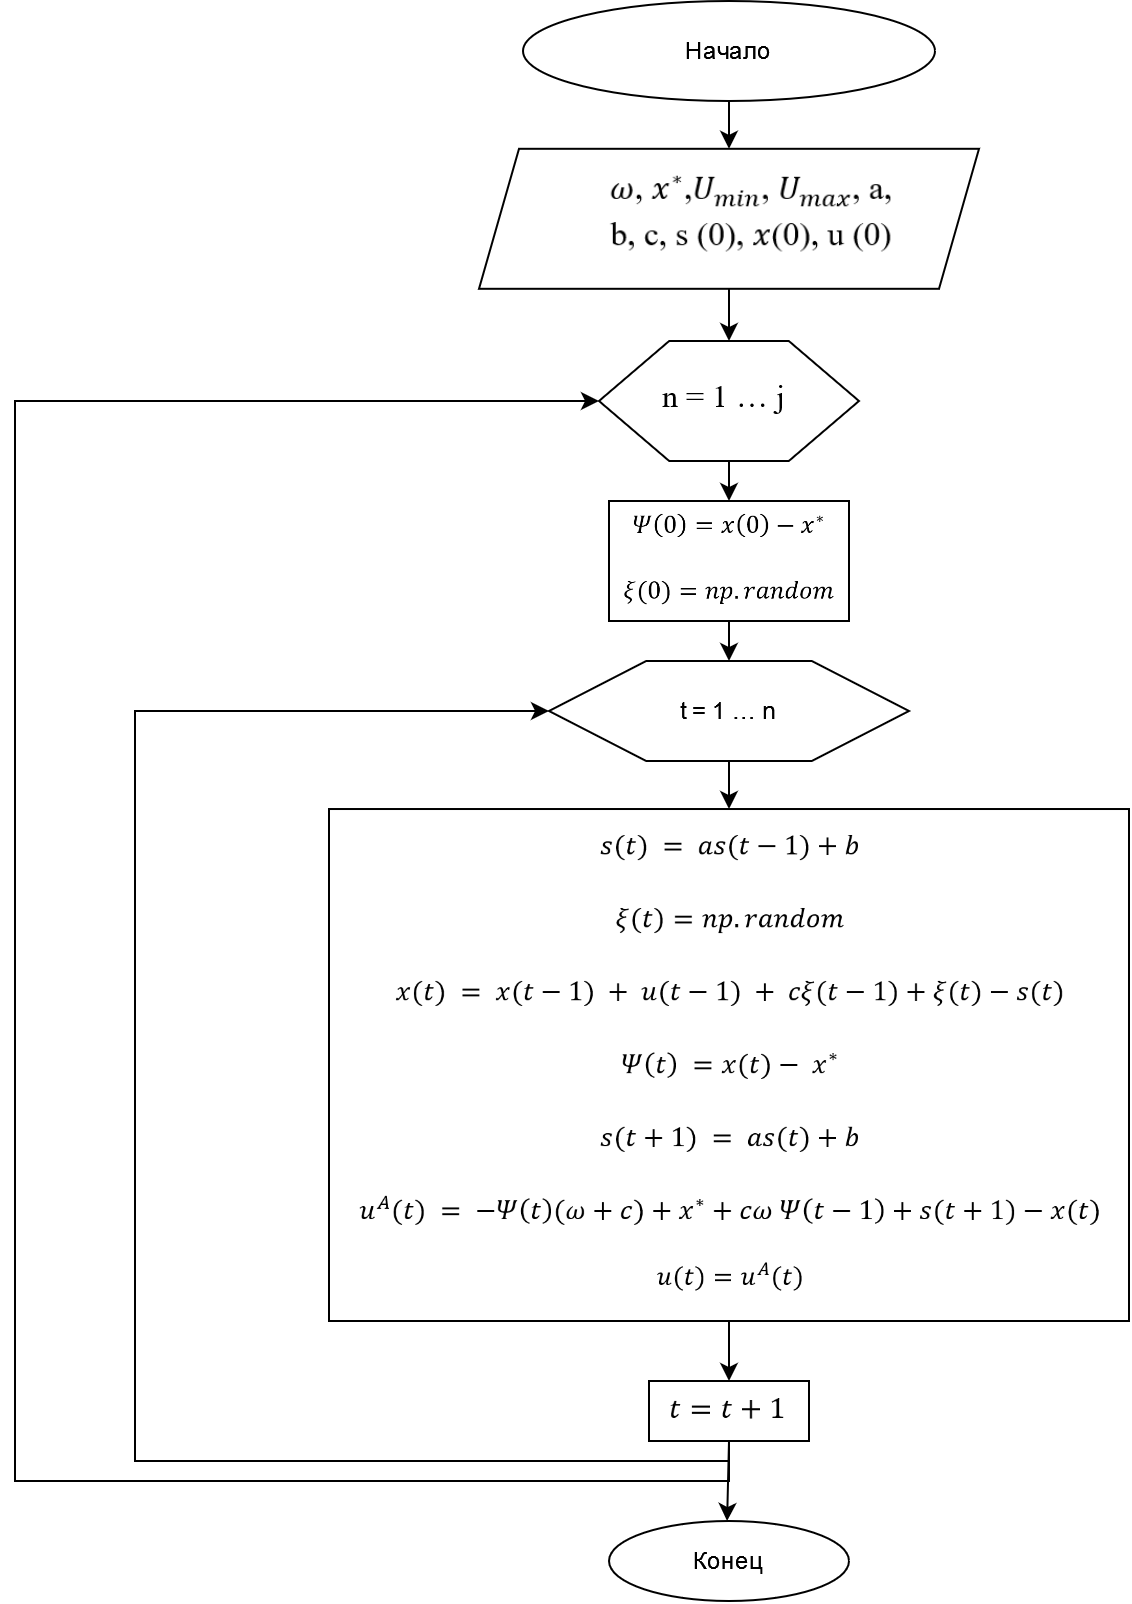 Начало
ω, x*,U_min, U_max, a,
b, c, s (0), x(0), u (0)
n = 1 … j
Ψ(0) = x(0) − x*
ξ(0) = np.random
t = 1 … n
s(t) = as(t − 1) + b
ξ(t) = np.random
x(t) = x(t − 1) + u(t − 1) + cξ(t − 1) + ξ(t) − s(t)
Ψ(t) = x(t) − x*
s(t + 1) = as(t) + b
u^A(t) = −Ψ(t)(ω + c) + x* + cω Ψ(t − 1) + s(t + 1) − x(t)
u(t) = u^A(t)
t = t + 1
Конец